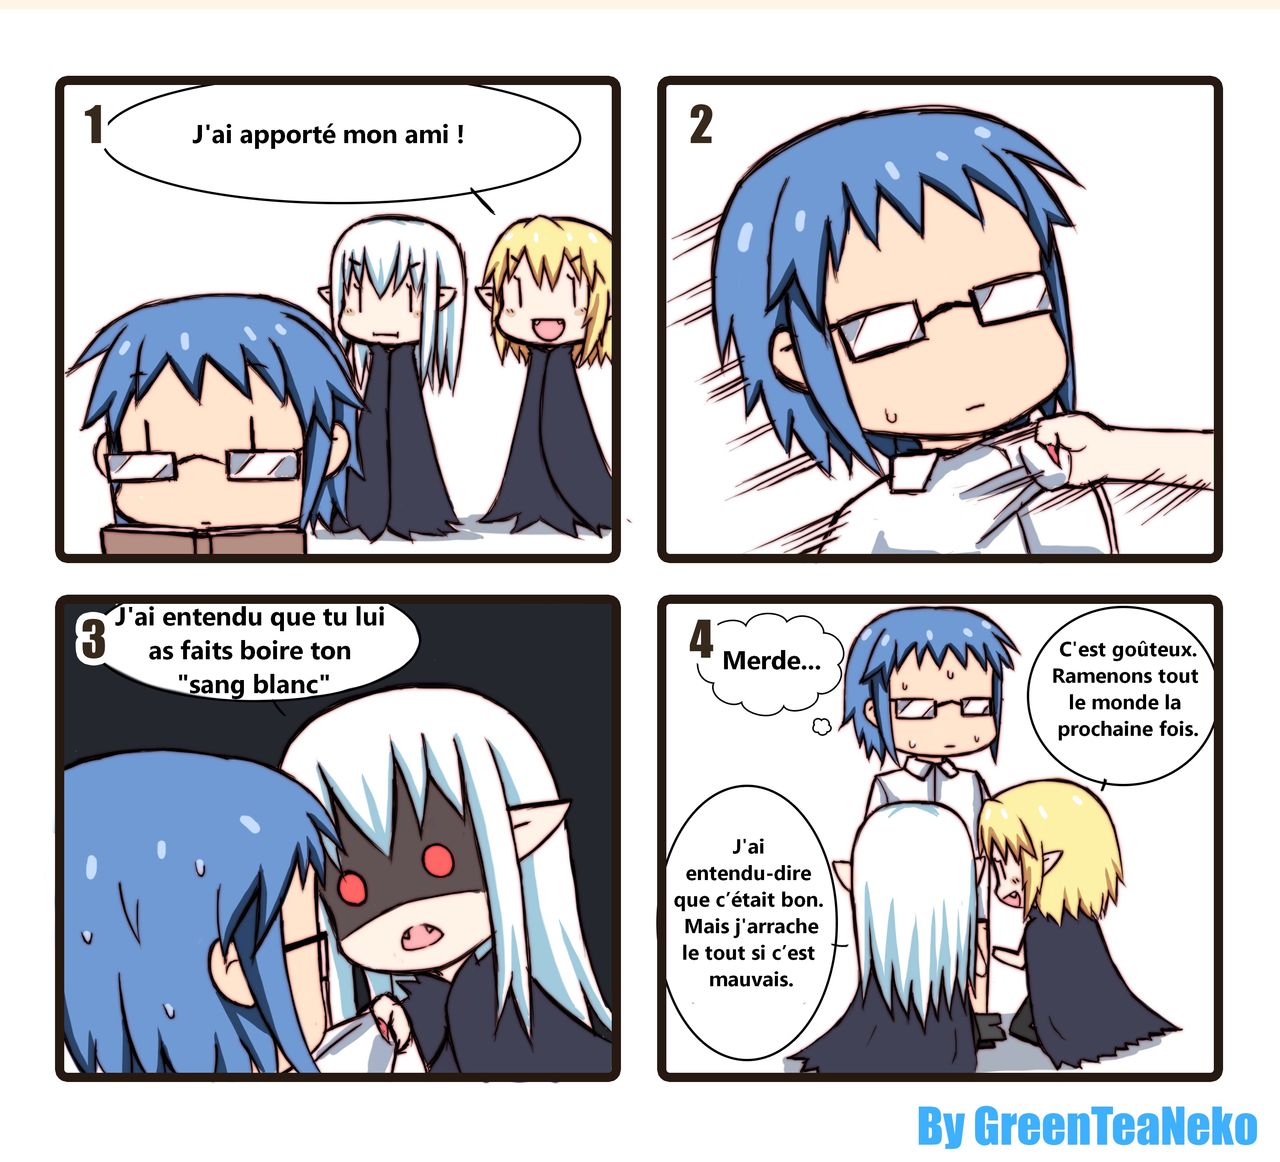 1
J'ai apporté mon ami !
2
3
J'ai entendu que tu lui
as faits boire ton
"sang blanc"
4
Merde...
C'est goûteux.
Ramenons tout
le monde la
prochaine fois.
J'ai
entendu-dire
que c'était bon.
Mais j'arrache
le tout si c'est
mauvais.
By GreenTeaNeko